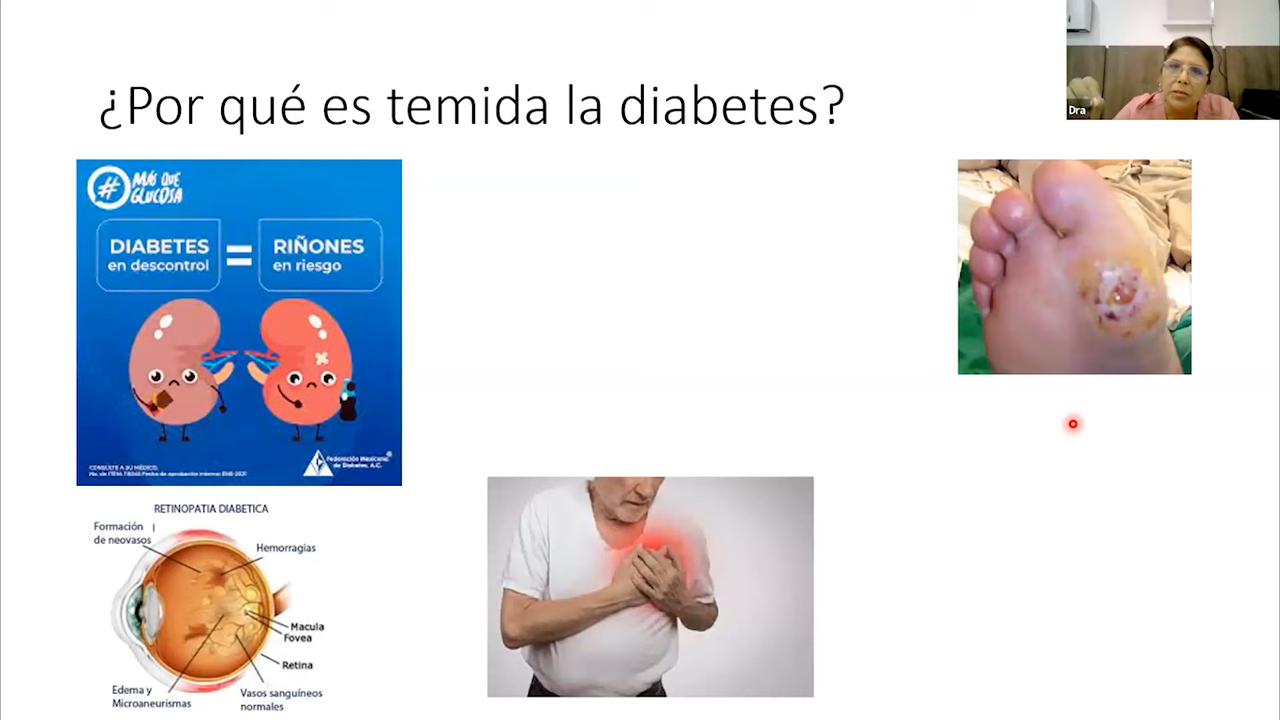 ¿Por qué es temida la diabetes?
Dra
#
MÁS QUE
GLUCOSA
DIABETES
en descontrol
=
RIÑONES
en riesgo
CONSULTE A SU MÉDICO.
Federación Mexicana
de Diabetes, A.C.
RETINOPATIA DIABETICA
Formación
de neovasos
Hemorragias
Macula
Fovea
Retina
Edema y
Microaneurismas
Vasos sanguíneos
normales